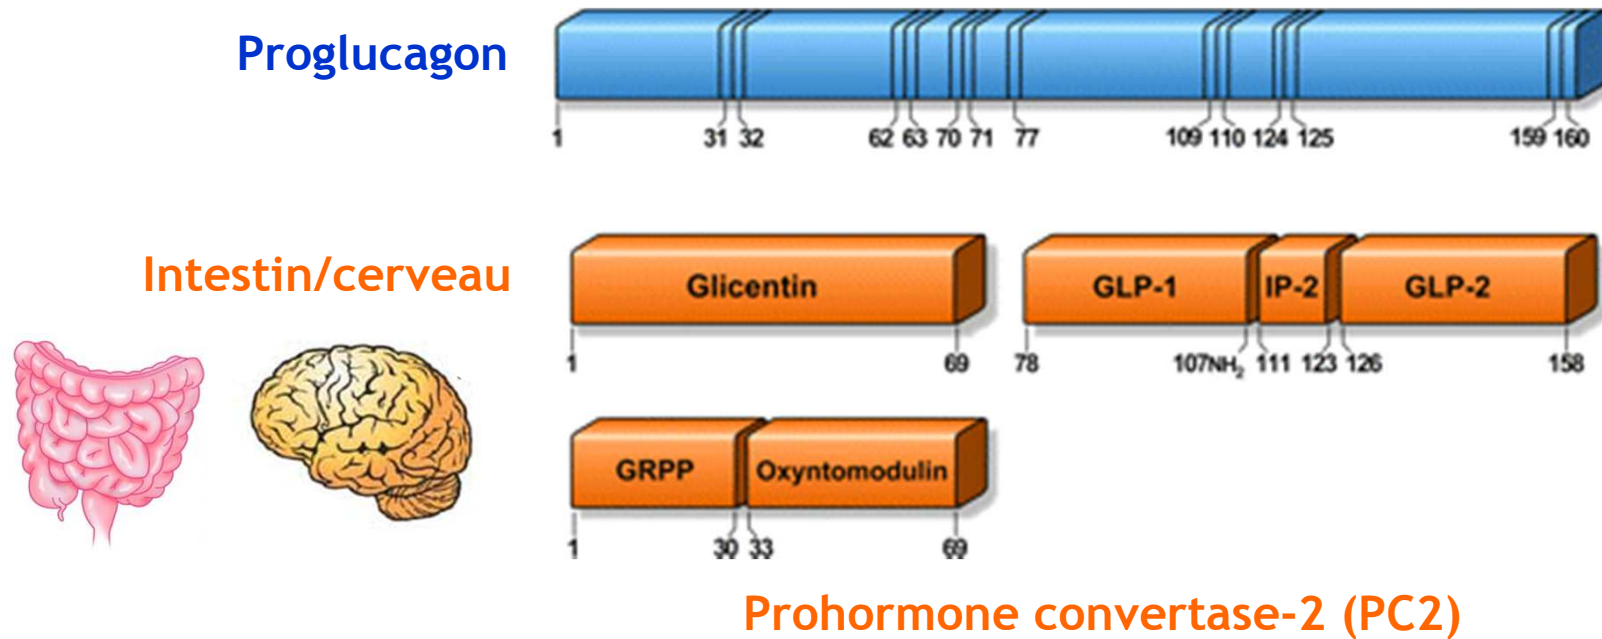 Proglucagon
1 31 32 62 63 70 71 77 109 110 124 125 159 160
Intestin/cerveau
Glicentin GLP-1 IP-2 GLP-2
1 69 78 107NH₂ 111 123 126 158
GRPP Oxyntomodulin
1 30 33 69
Prohormone convertase-2 (PC2)